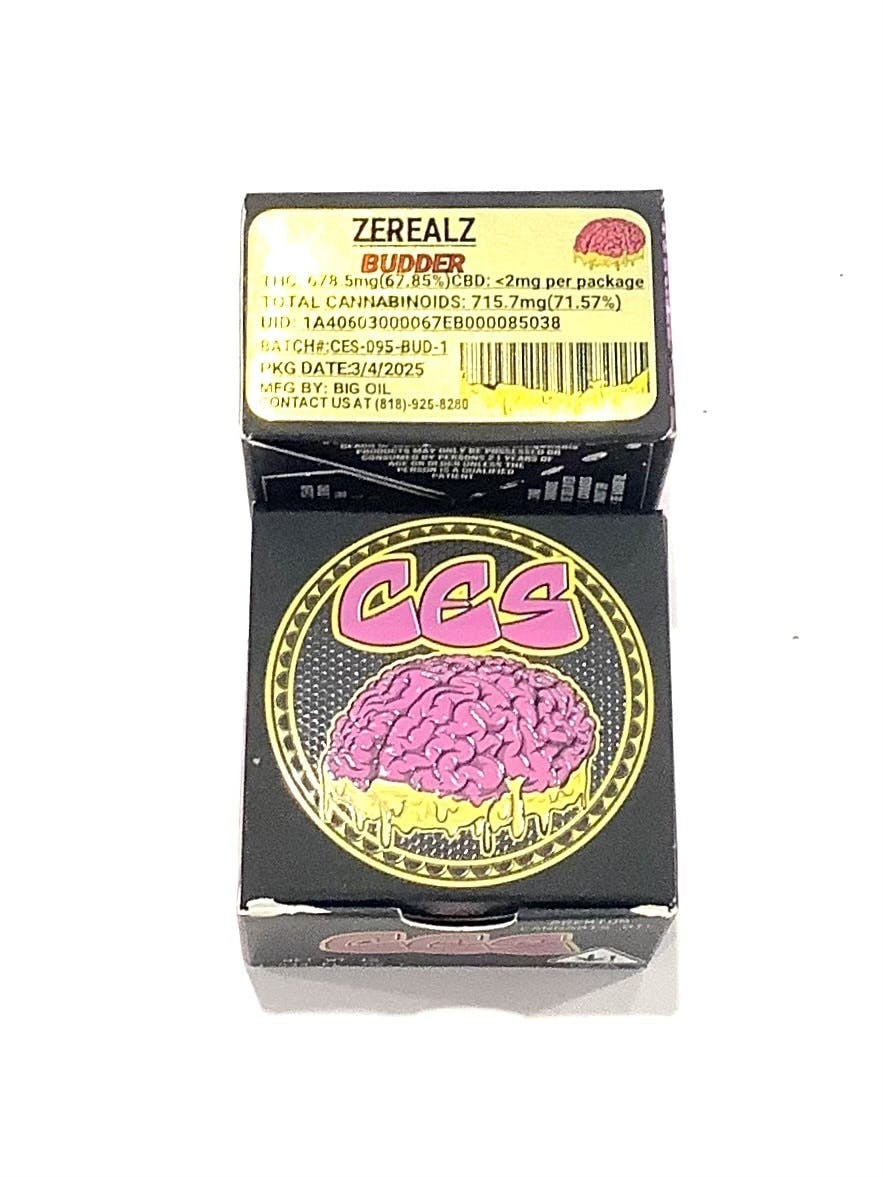 ZEREALZ
BUDDER
THC: 678.5mg(67.85%)CBD: <2mg per package
TOTAL CANNABINOIDS: 715.7mg(71.57%)
UID: 1A40603000067EB000085038
BATCH#:CES-095-BUD-1
PKG DATE:3/4/2025
MFG BY: BIG OIL
CONTACT US AT (818)-925-8280
PRODUCTS MAY ONLY BE POSSESSED OR
CONSUMED BY PERSONS 21 YEARS OF
AGE OR OLDER UNLESS THE
PERSON IS A QUALIFIED
PATIENT
CES
CES